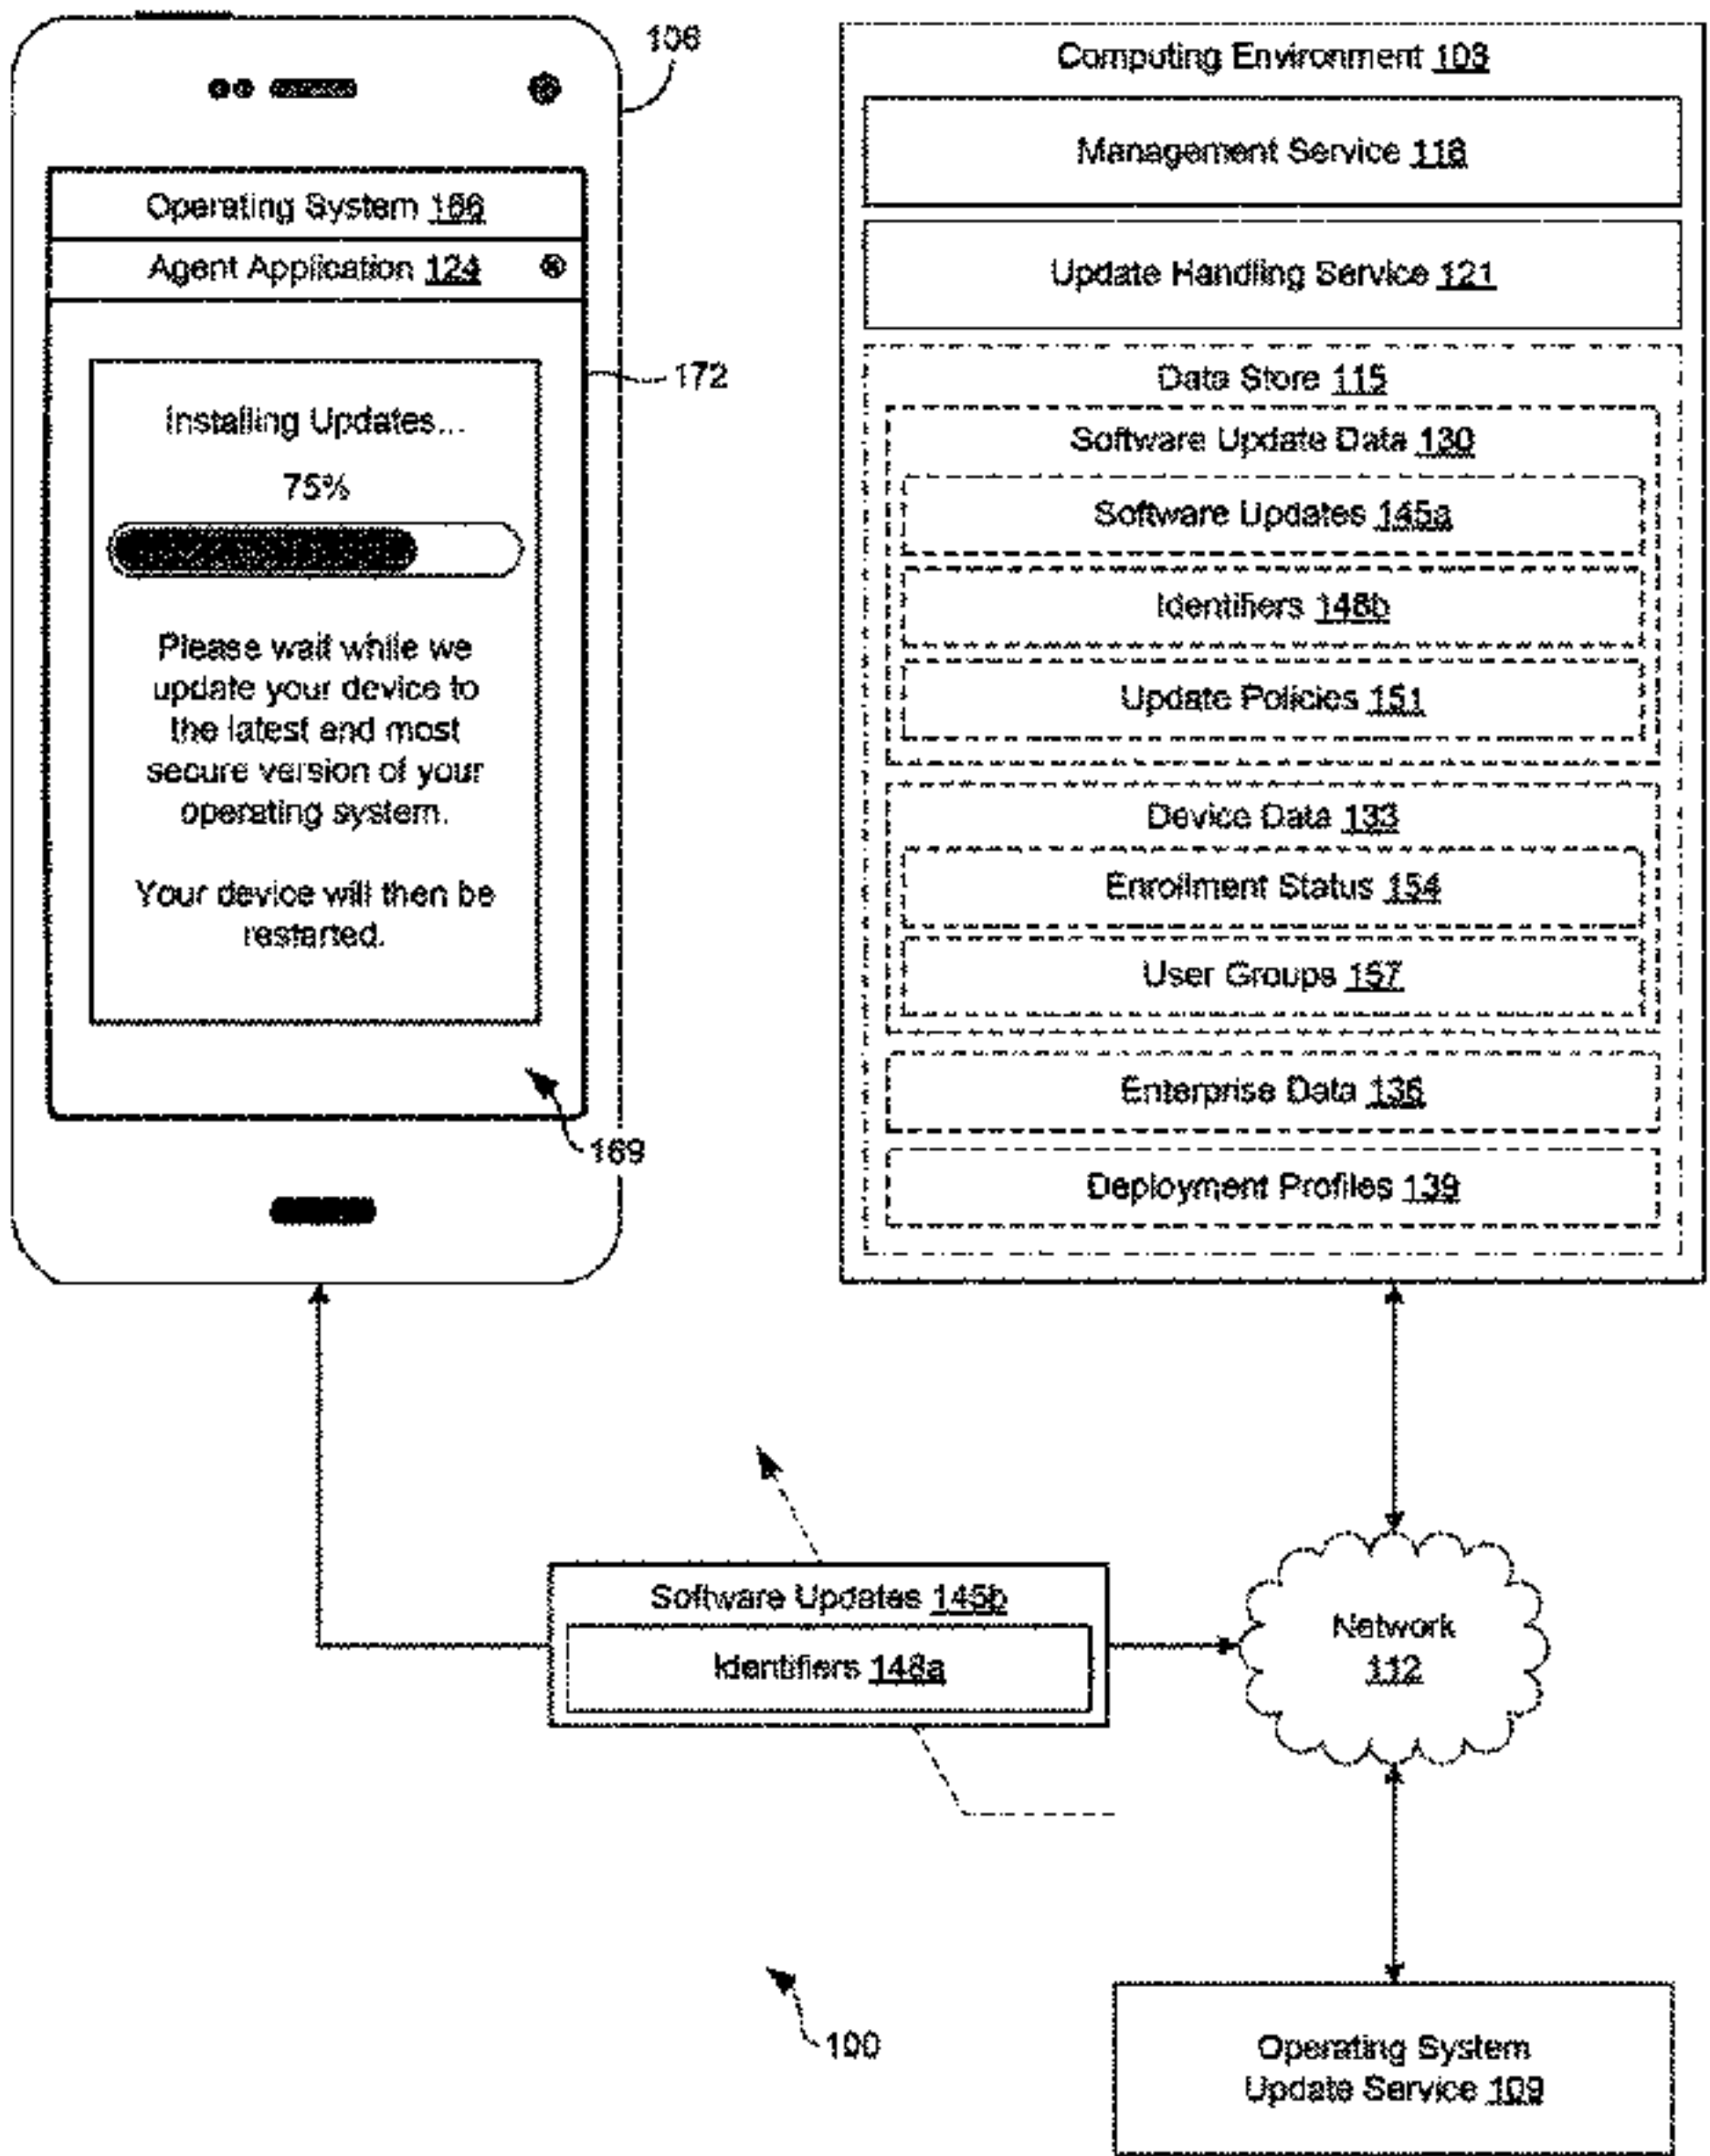 106
Operating System 166
Agent Application 124
172
Installing Updates...
75%
Please wait while we
update your device to
the latest and most
secure version of your
operating system.
Your device will then be
restarted.
169
Computing Environment 103
Management Service 118
Update Handling Service 121
Data Store 115
Software Update Data 130
Software Updates 145a
Identifiers 148b
Update Policies 151
Device Data 133
Enrollment Status 154
User Groups 157
Enterprise Data 136
Deployment Profiles 139
Software Updates 145b
Identifiers 148a
Network
112
100
Operating System
Update Service 109